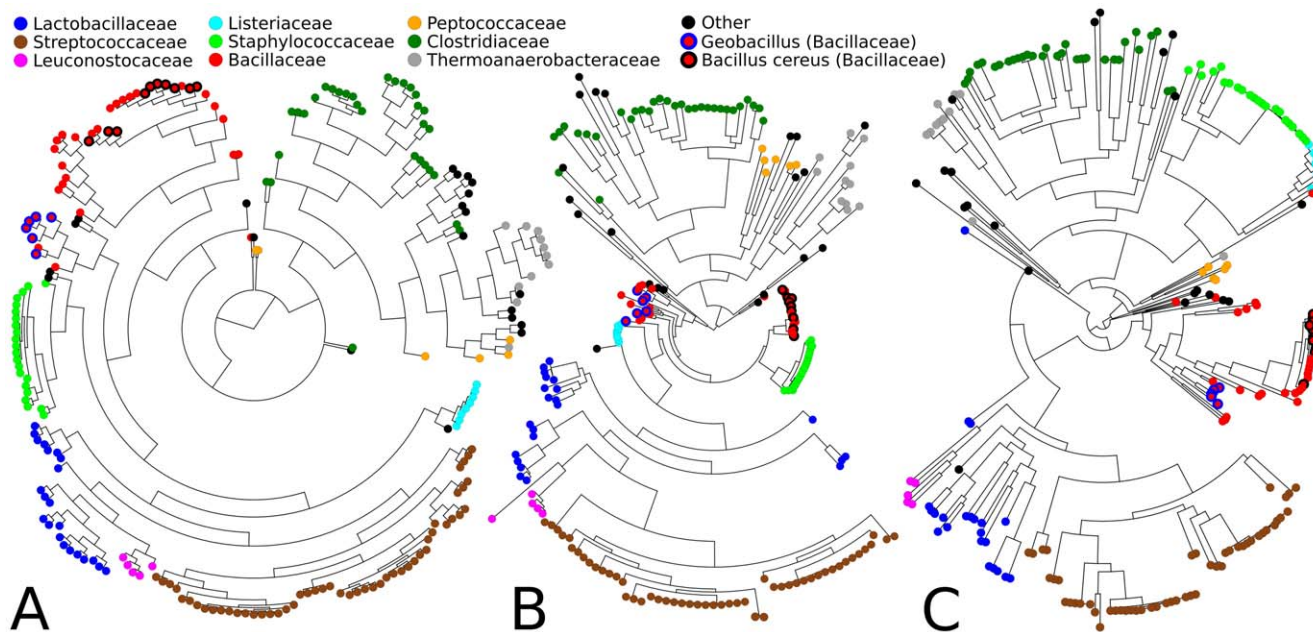 Lactobacillaceae Listeriaceae Peptococcaceae Other
Streptococcaceae Staphylococcaceae Clostridiaceae Geobacillus (Bacillaceae)
Leuconostocaceae Bacillaceae Thermoanaerobacteraceae Bacillus cereus (Bacillaceae)
A B C